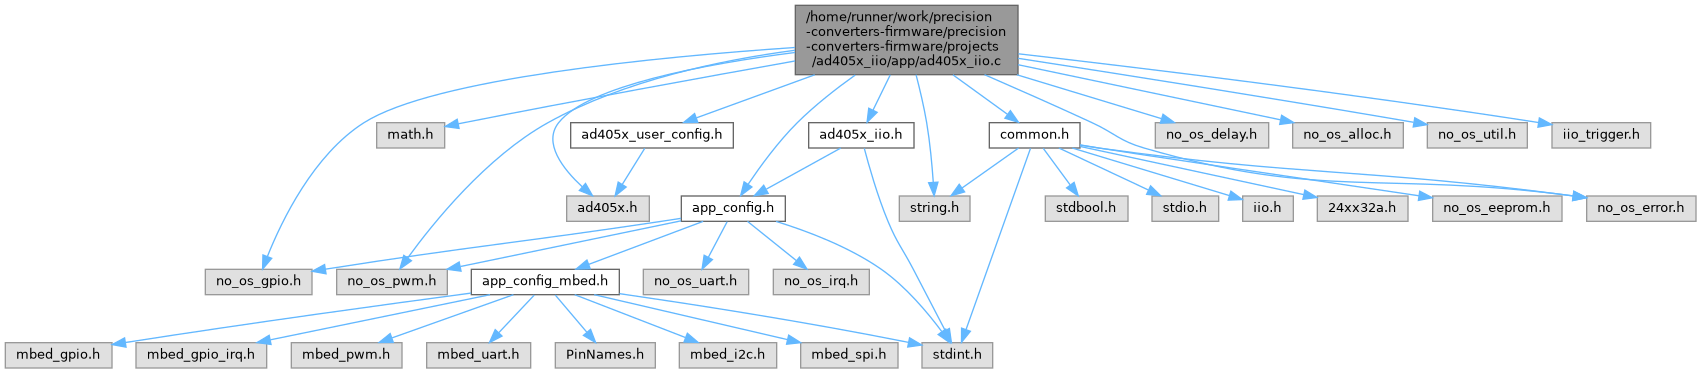 /home/runner/work/precision
-converters-firmware/precision
-converters-firmware/projects
/ad405x_iio/app/ad405x_iio.c
math.h
ad405x_user_config.h
ad405x_iio.h
common.h
no_os_delay.h
no_os_alloc.h
no_os_util.h
iio_trigger.h
ad405x.h
app_config.h
string.h
stdbool.h
stdio.h
iio.h
24xx32a.h
no_os_eeprom.h
no_os_error.h
no_os_gpio.h
no_os_pwm.h
app_config_mbed.h
no_os_uart.h
no_os_irq.h
mbed_gpio.h
mbed_gpio_irq.h
mbed_pwm.h
mbed_uart.h
PinNames.h
mbed_i2c.h
mbed_spi.h
stdint.h